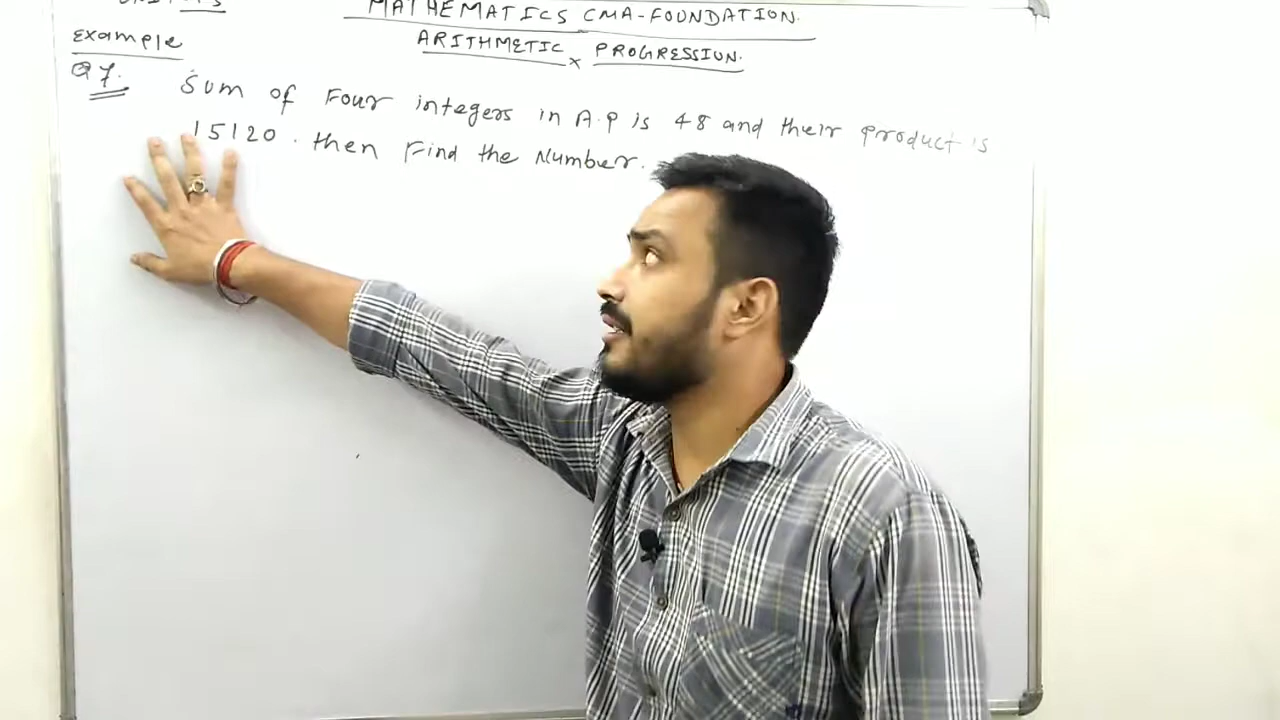 MATHEMATICS CMA-FOUNDATION.
ARITHMETIC x PROGRESSION.
Example
Q7. Sum of Four integers in A.P is 48 and their product is
15120. then Find the Number.